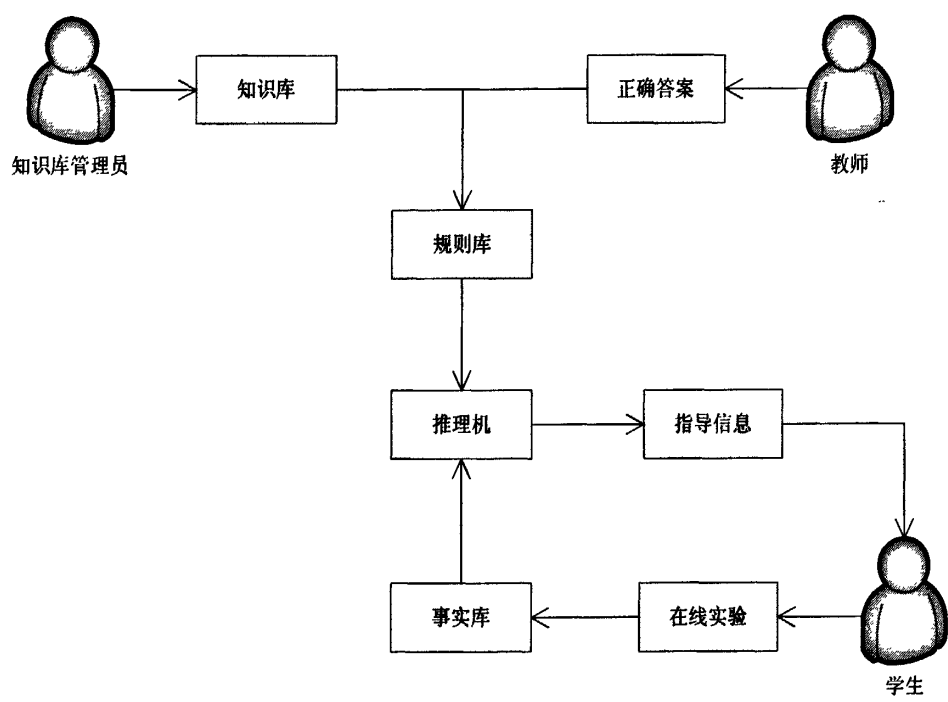 知识库
正确答案
知识库管理员
教师
规则库
推理机
指导信息
事实库
在线实验
学生